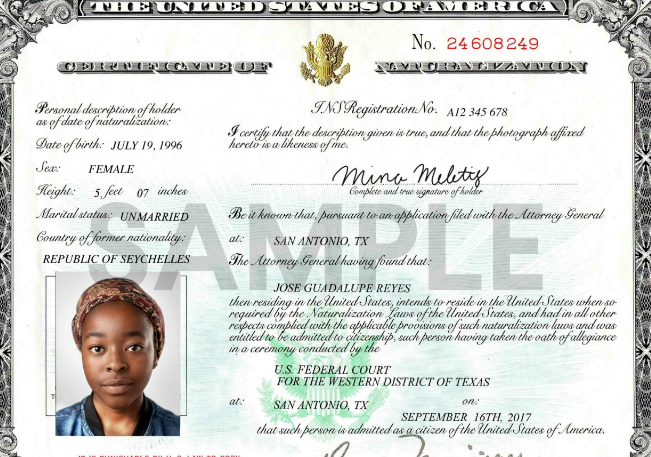 THE UNITED STATES OF AMERICA
No. 24608249
CERTIFICATE OF NATURALIZATION
Personal description of holder
as of date of naturalization:
Date of birth: JULY 19, 1996
Sex: FEMALE
Height: 5 feet 07 inches
Marital status: UNMARRIED
Country of former nationality:
REPUBLIC OF SEYCHELLES
INS Registration No. A12 345 678
I certify that the description given is true, and that the photograph affixed
hereto is a likeness of me.
Mina Meletiz
Complete and true signature of holder
Be it known that, pursuant to an application filed with the Attorney General
at: SAN ANTONIO, TX
The Attorney General having found that:
JOSE GUADALUPE REYES
then residing in the United States, intends to reside in the United States when so
required by the Naturalization Laws of the United States, and had in all other
respects complied with the applicable provisions of such naturalization laws and was
entitled to be admitted to citizenship, such person having taken the oath of allegiance
in a ceremony conducted by the
U.S. FEDERAL COURT
FOR THE WESTERN DISTRICT OF TEXAS
at: SAN ANTONIO, TX on:
SEPTEMBER 16TH, 2017
that such person is admitted as a citizen of the United States of America.
SAMPLE